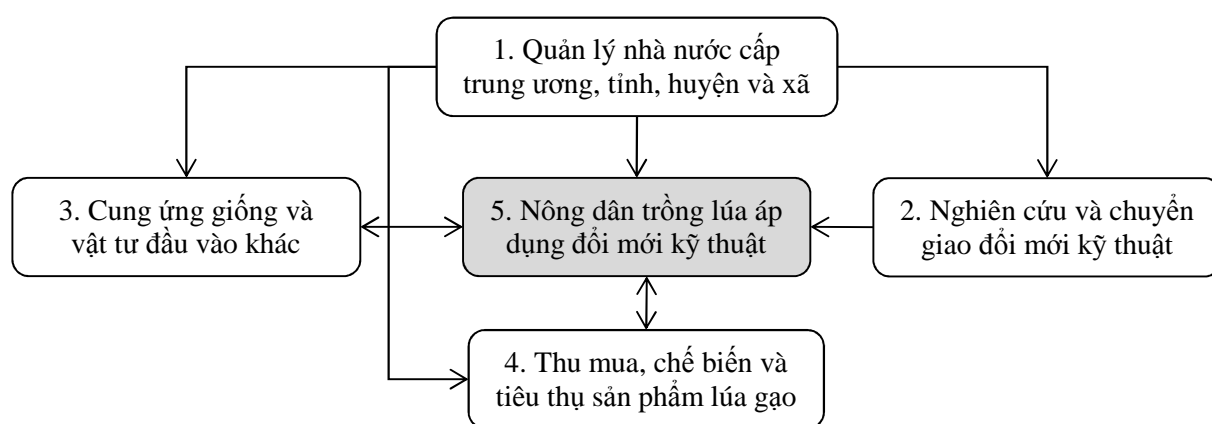 1. Quản lý nhà nước cấp
trung ương, tỉnh, huyện và xã
3. Cung ứng giống và
vật tư đầu vào khác
5. Nông dân trồng lúa áp
dụng đổi mới kỹ thuật
2. Nghiên cứu và chuyển
giao đổi mới kỹ thuật
4. Thu mua, chế biến và
tiêu thụ sản phẩm lúa gạo